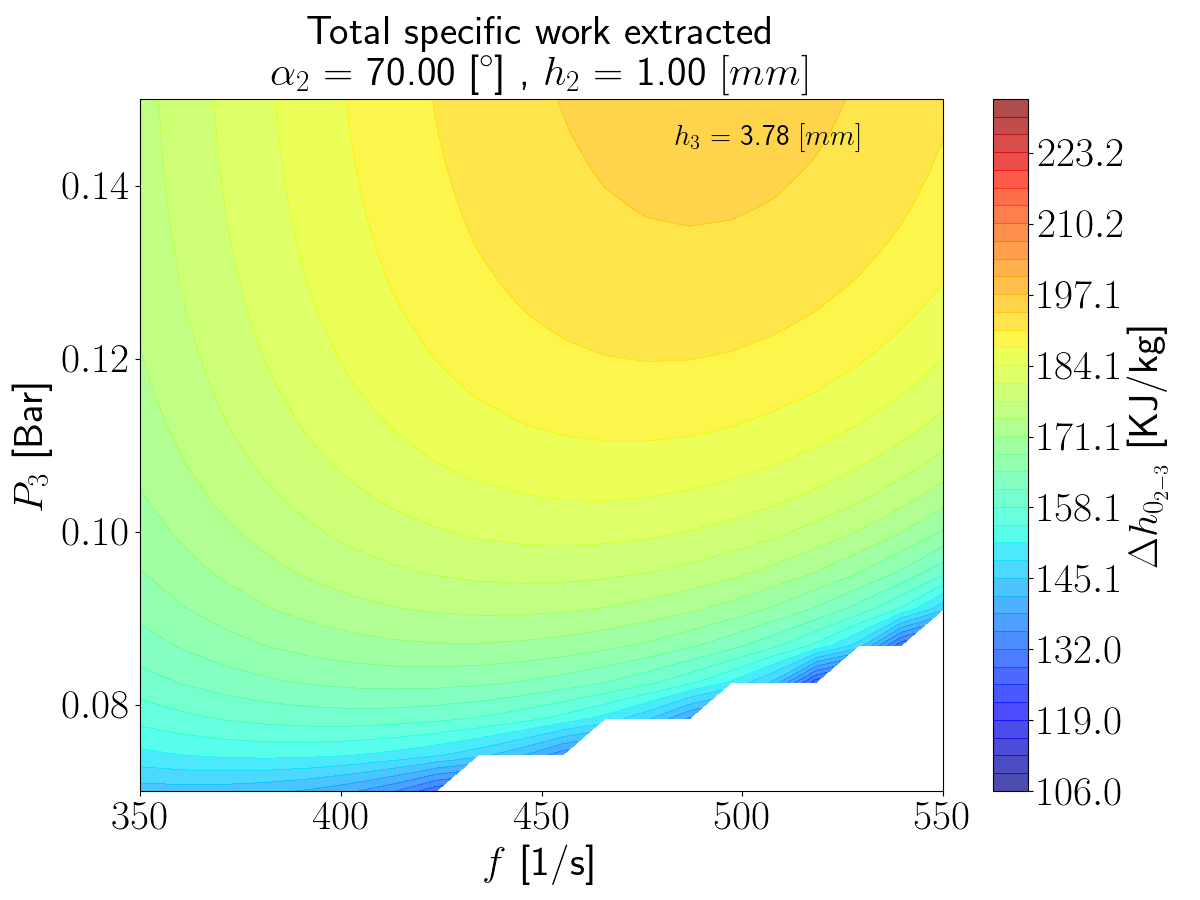 Total specific work extracted
α₂ = 70.00 [°] , h₂ = 1.00 [mm]
h₃ = 3.78 [mm]
P₃ [Bar]
0.14
0.12
0.10
0.08
350 400 450 500 550
f [1/s]
223.2
210.2
197.1
184.1
171.1
158.1
145.1
132.0
119.0
106.0
Δh₀₂₋₃ [KJ/kg]